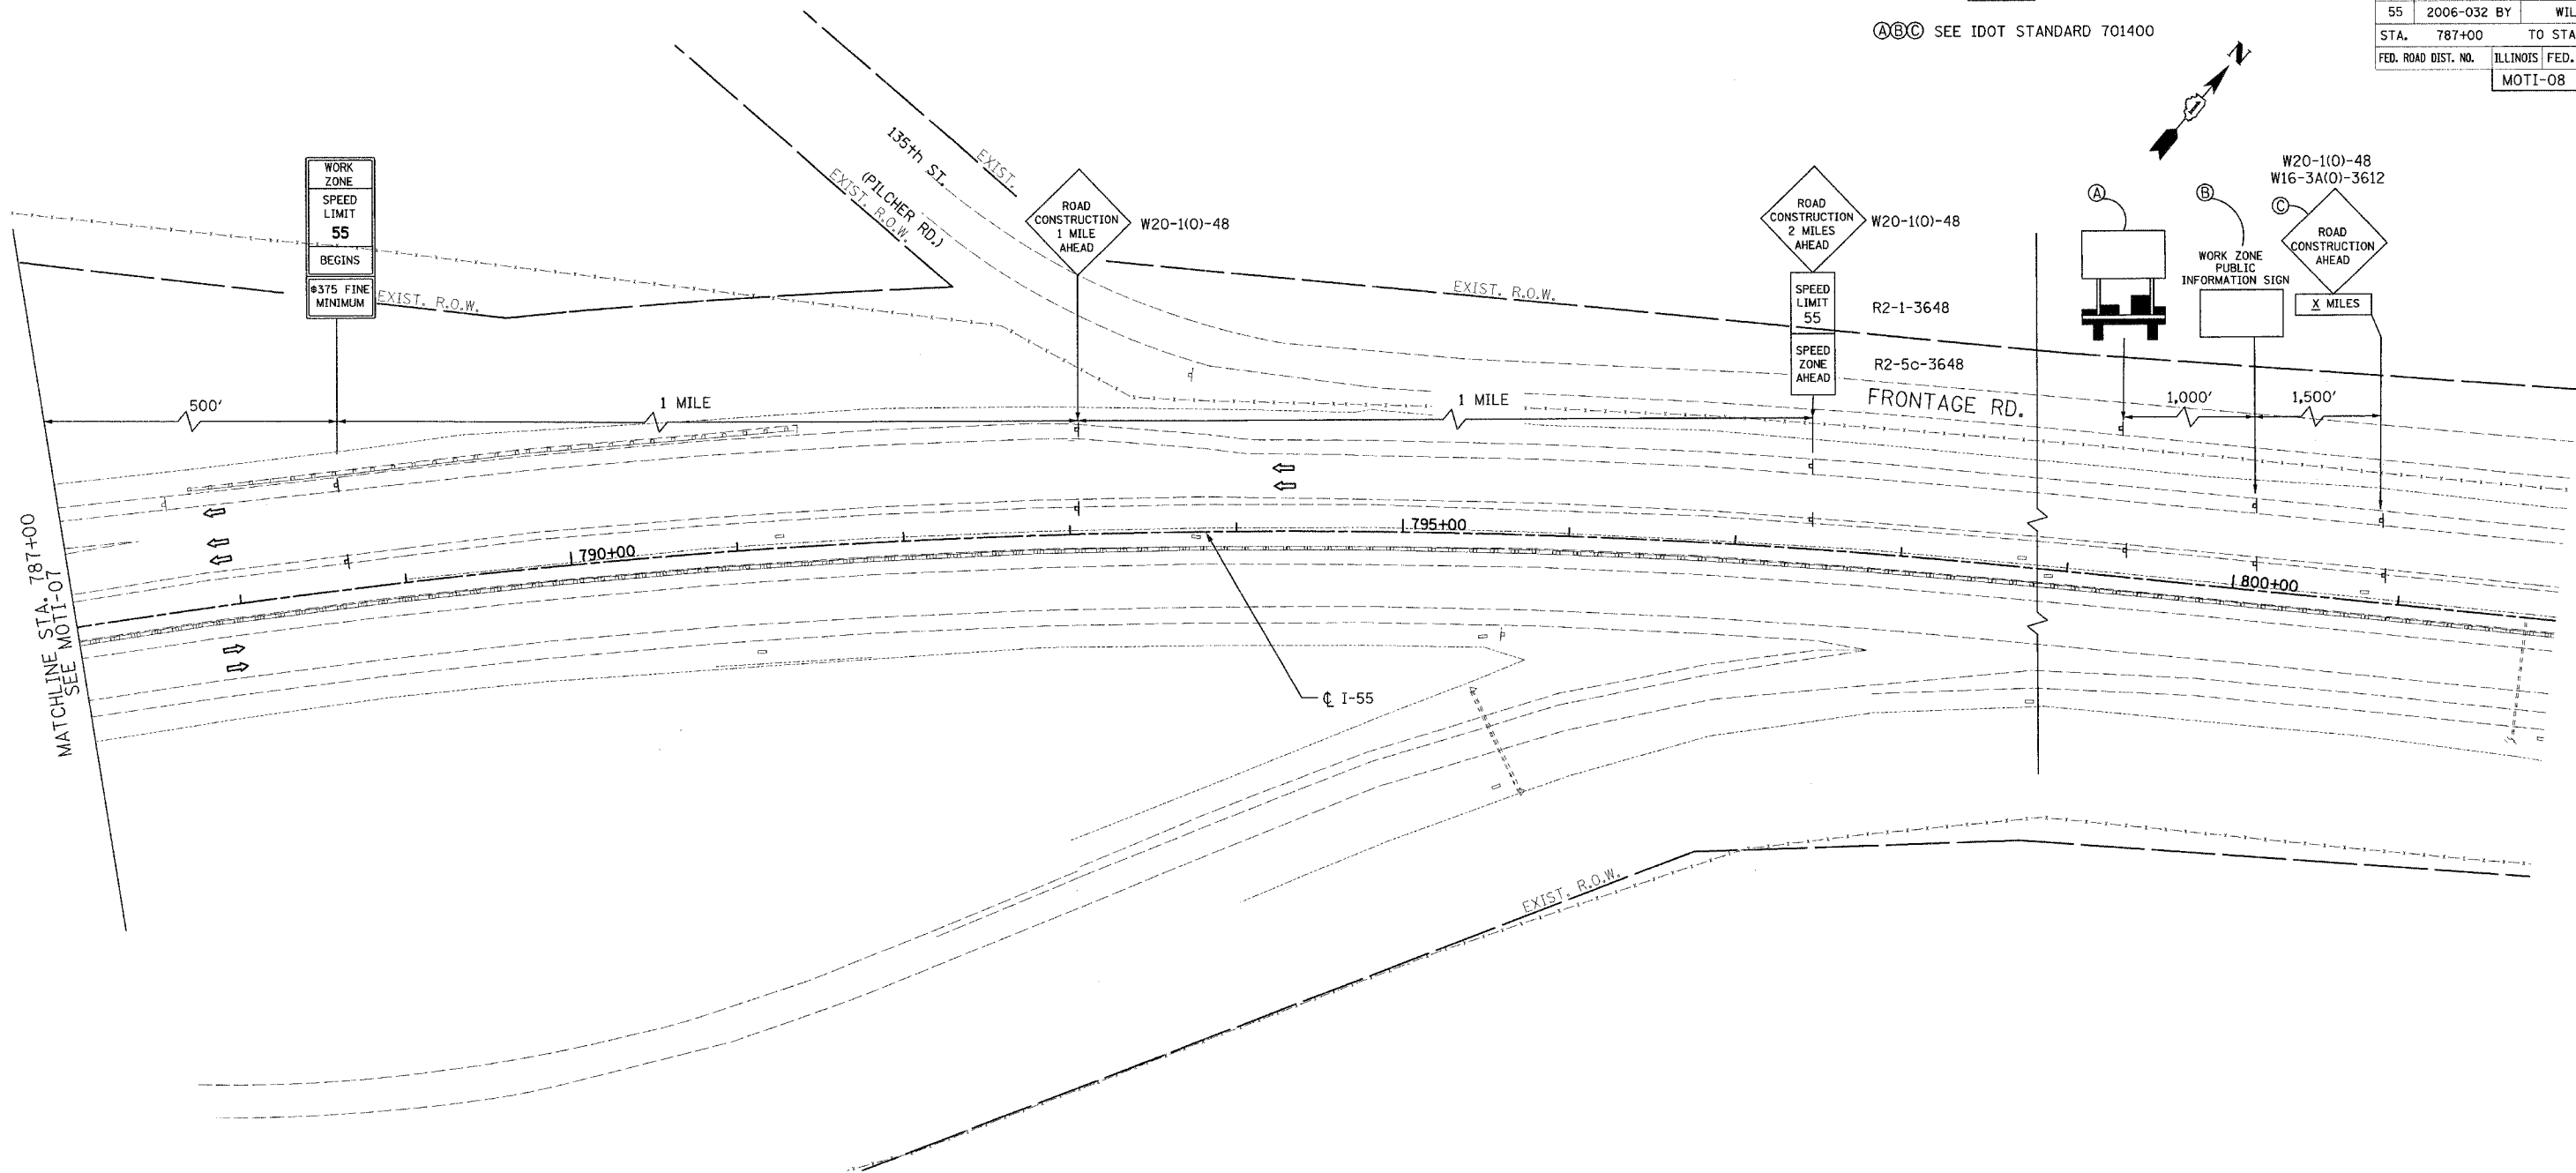 ⒶⒷⒸ SEE IDOT STANDARD 701400
55 2006-032 BY WIL
STA. 787+00 TO STA
FED. ROAD DIST. NO. ILLINOIS FED.
MOTI-08
N
WORK
ZONE
SPEED
LIMIT
55
BEGINS
$375 FINE
MINIMUM
EXIST. R.O.W.
135th ST.
(PILCHER RD.)
EXIST. R.O.W.
EXIST.
ROAD
CONSTRUCTION
1 MILE
AHEAD
W20-1(O)-48
EXIST. R.O.W.
ROAD
CONSTRUCTION
2 MILES
AHEAD
W20-1(O)-48
SPEED
LIMIT
55
R2-1-3648
SPEED
ZONE
AHEAD
R2-5c-3648
FRONTAGE RD.
Ⓐ
Ⓑ
WORK ZONE
PUBLIC
INFORMATION SIGN
W20-1(O)-48
W16-3A(O)-3612
Ⓒ
ROAD
CONSTRUCTION
AHEAD
X MILES
500'
1 MILE
1 MILE
1,000'
1,500'
790+00
795+00
800+00
MATCHLINE STA. 787+00
SEE MOTI-07
℄ I-55
EXIST. R.O.W.